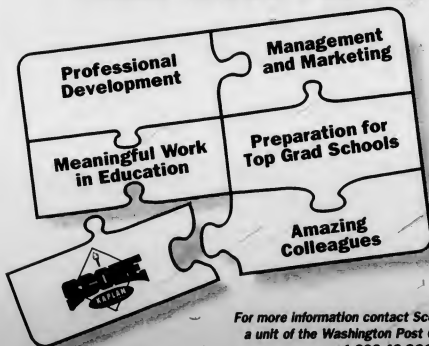 Professional
Development
Management
and Marketing
Meaningful Work
in Education
Preparation for
Top Grad Schools
SCORE
KAPLAN
Amazing
Colleagues
For more information contact
a unit of the Washington Post